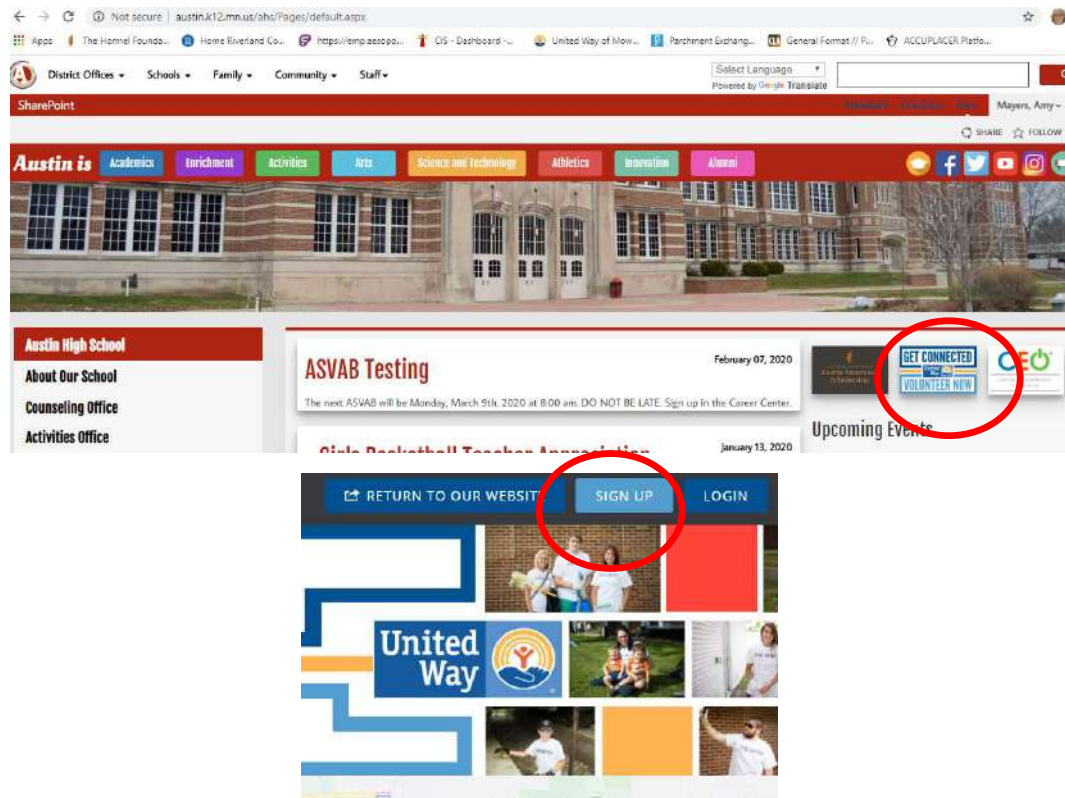 Not secure | austin.k12.mn.us/ahs/Pages/default.aspx
Apps The Hormel Founda... Home Riverland Co... https://emp.aesopo... CIS - Dashboard -... United Way of Mow... Parchment Exchang... General Format // P... ACCUPLACER Platfo...
District Offices Schools Family Community Staff Select Language
Powered by Google Translate
SharePoint Mayers, Amy
SHARE FOLLOW
Austin is Academics Enrichment Activities Arts Science and Technology Athletics Innovation Alumni
Austin High School
About Our School
Counseling Office
Activities Office
ASVAB Testing February 07, 2020
The next ASVAB will be Monday, March 9th, 2020 at 8:00 am. DO NOT BE LATE. Sign up in the Career Center.
Girls Basketball Teacher Appreciation January 13, 2020
GET CONNECTED
VOLUNTEER NOW
CEO
Upcoming Events
RETURN TO OUR WEBSITE SIGN UP LOGIN
United
Way